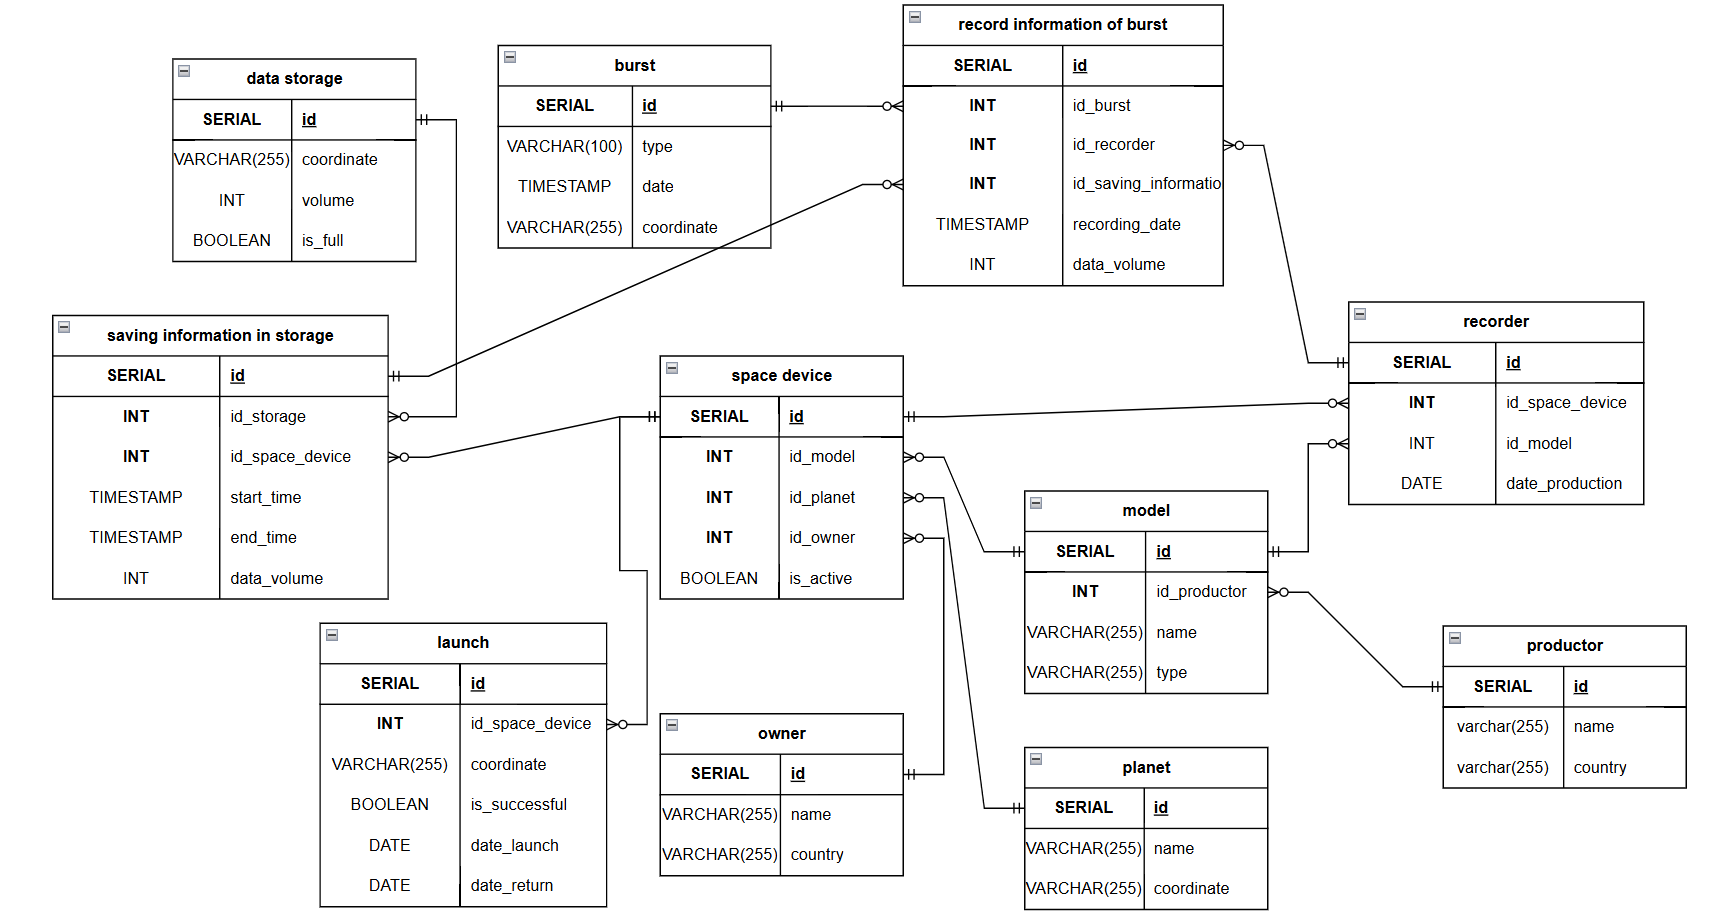 data storage
SERIAL id
VARCHAR(255) coordinate
INT volume
BOOLEAN is_full
burst
SERIAL id
VARCHAR(100) type
TIMESTAMP date
VARCHAR(255) coordinate
record information of burst
SERIAL id
INT id_burst
INT id_recorder
INT id_saving_informatio
TIMESTAMP recording_date
INT data_volume
saving information in storage
SERIAL id
INT id_storage
INT id_space_device
TIMESTAMP start_time
TIMESTAMP end_time
INT data_volume
space device
SERIAL id
INT id_model
INT id_planet
INT id_owner
BOOLEAN is_active
recorder
SERIAL id
INT id_space_device
INT id_model
DATE date_production
model
SERIAL id
INT id_productor
VARCHAR(255) name
VARCHAR(255) type
launch
SERIAL id
INT id_space_device
VARCHAR(255) coordinate
BOOLEAN is_successful
DATE date_launch
DATE date_return
owner
SERIAL id
VARCHAR(255) name
VARCHAR(255) country
planet
SERIAL id
VARCHAR(255) name
VARCHAR(255) coordinate
productor
SERIAL id
varchar(255) name
varchar(255) country